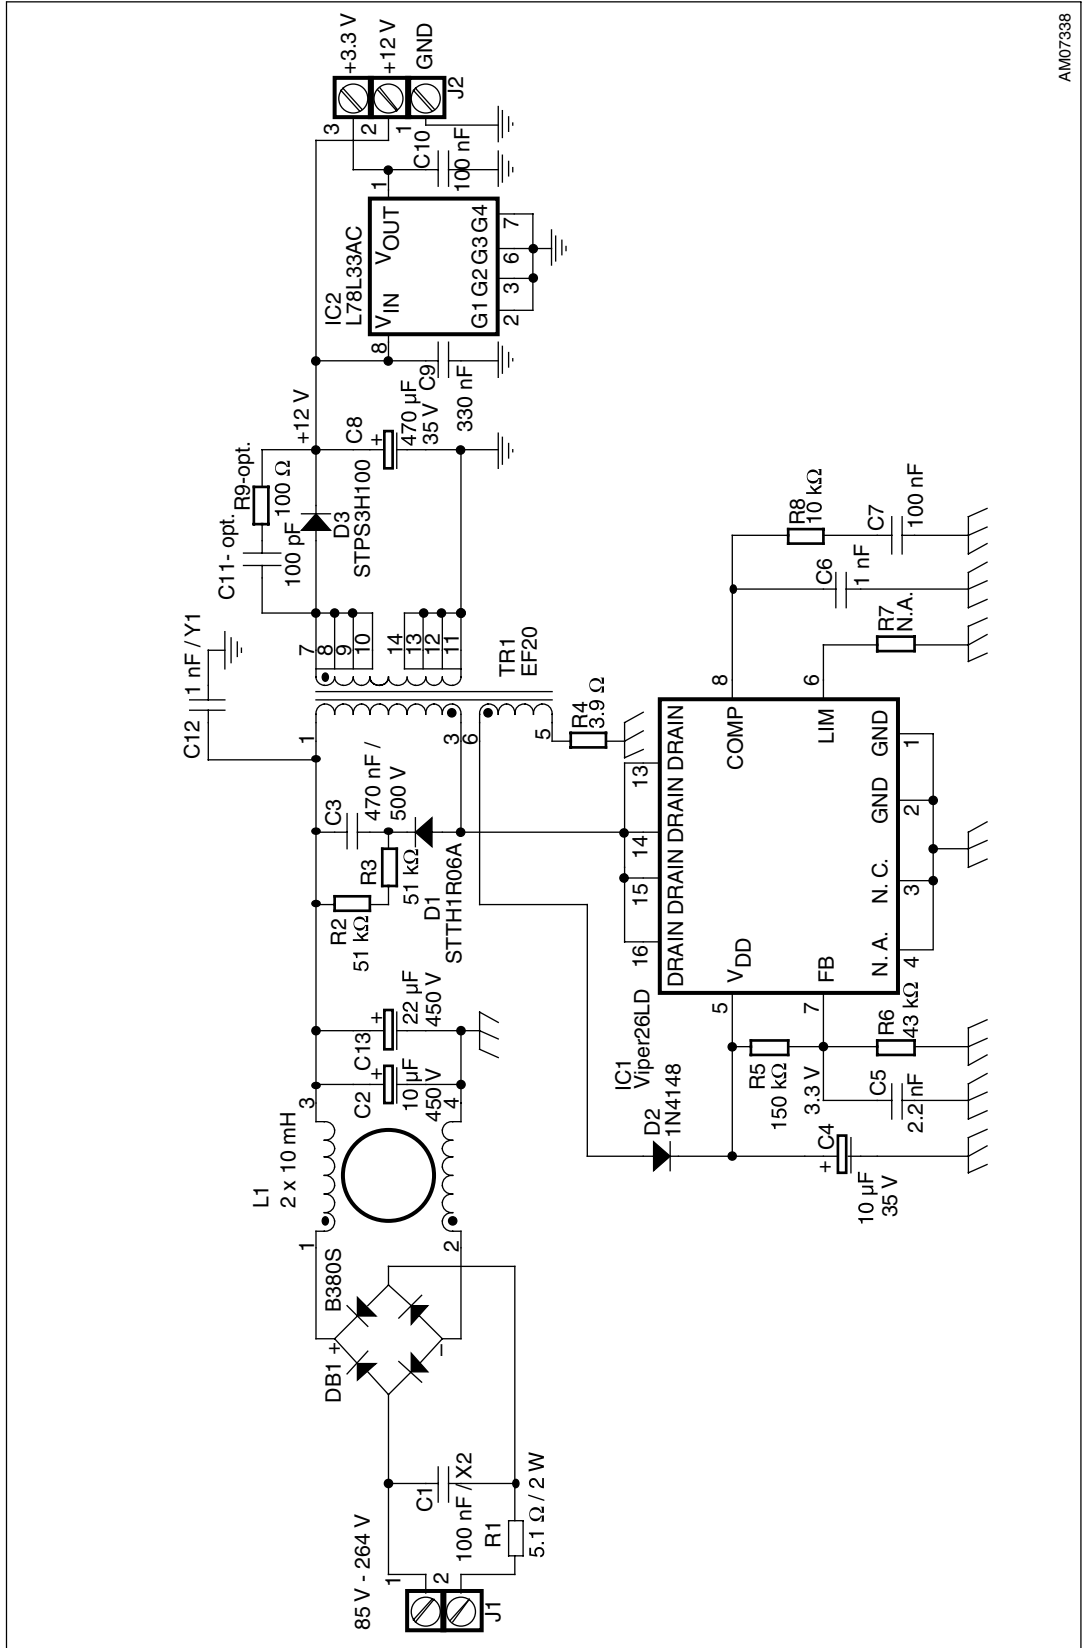 AM07338
85 V - 264 V
1
2
J1
C1
100 nF / X2
R1
5.1 Ω / 2 W
DB1
+
–
B380S
L1
2 x 10 mH
1
2
3
4
C2
+
10 µF
450 V
C13
+
22 µF
450 V
R2
51 kΩ
R3
51 kΩ
C3
470 nF /
500 V
D1
STTH1R06A
C12
1 nF / Y1
1
3
6
5
7
8
9
10
14
13
12
11
TR1
EF20
R4
3.9 Ω
C11- opt.
100 pF
R9-opt.
100 Ω
D3
STPS3H100
+12 V
C8
+
470 µF
35 V
C9
330 nF
IC2
L78L33AC
8
VIN
VOUT
1
G1 G2 G3 G4
2
3
6
7
C10
100 nF
3
2
1
+3.3 V
+12 V
GND
J2
D2
1N4148
IC1
Viper26LD
16
15
14
13
DRAIN DRAIN DRAIN DRAIN
5
VDD
7
FB
COMP
8
LIM
6
N. A.
N. C.
GND
GND
4
3
2
1
R5
150 kΩ
3.3 V
R6
43 kΩ
C5
2.2 nF
+
C4
10 µF
35 V
R7
N.A.
C6
1 nF
R8
10 kΩ
C7
100 nF